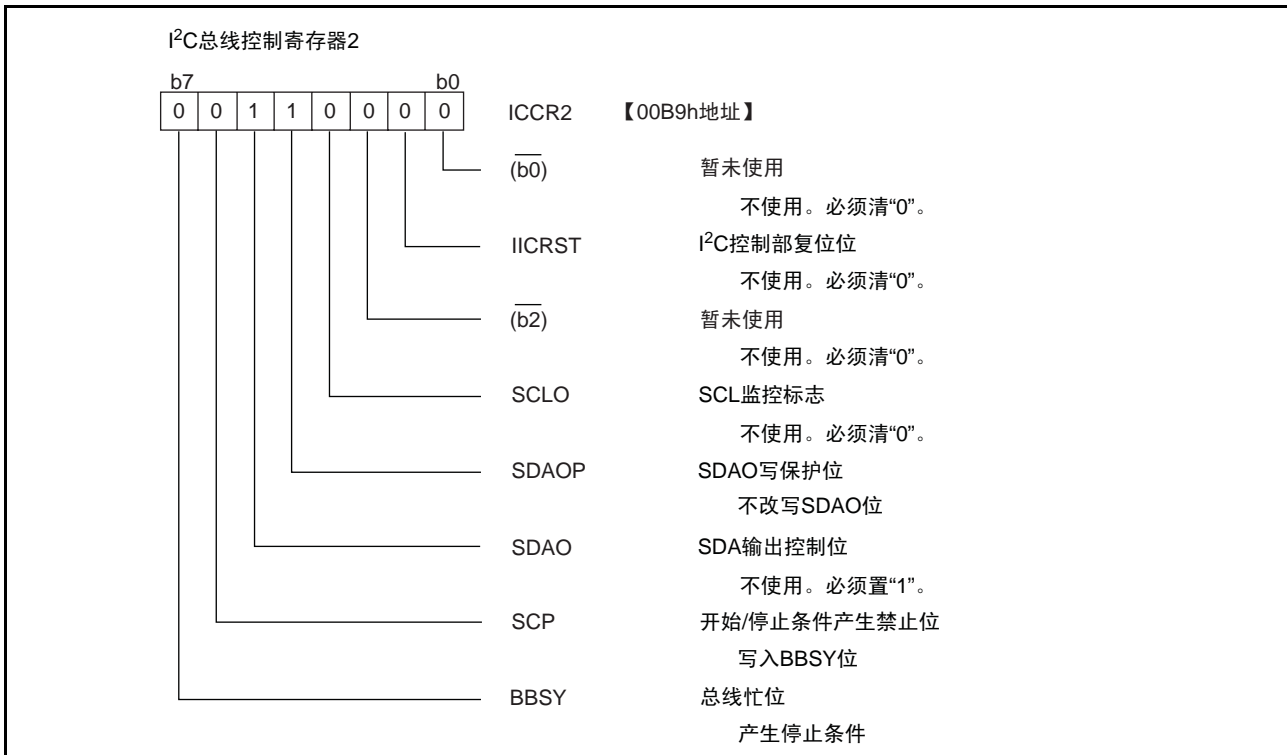 I²C总线控制寄存器2
b7 b0
0 0 1 1 0 0 0 0 ICCR2 【00B9h地址】
(b0) 暂未使用
不使用。必须清“0”。
IICRST I²C控制部复位位
不使用。必须清“0”。
(b2) 暂未使用
不使用。必须清“0”。
SCLO SCL监控标志
不使用。必须清“0”。
SDAOP SDAO写保护位
不改写SDAO位
SDAO SDA输出控制位
不使用。必须置“1”。
SCP 开始/停止条件产生禁止位
写入BBSY位
BBSY 总线忙位
产生停止条件